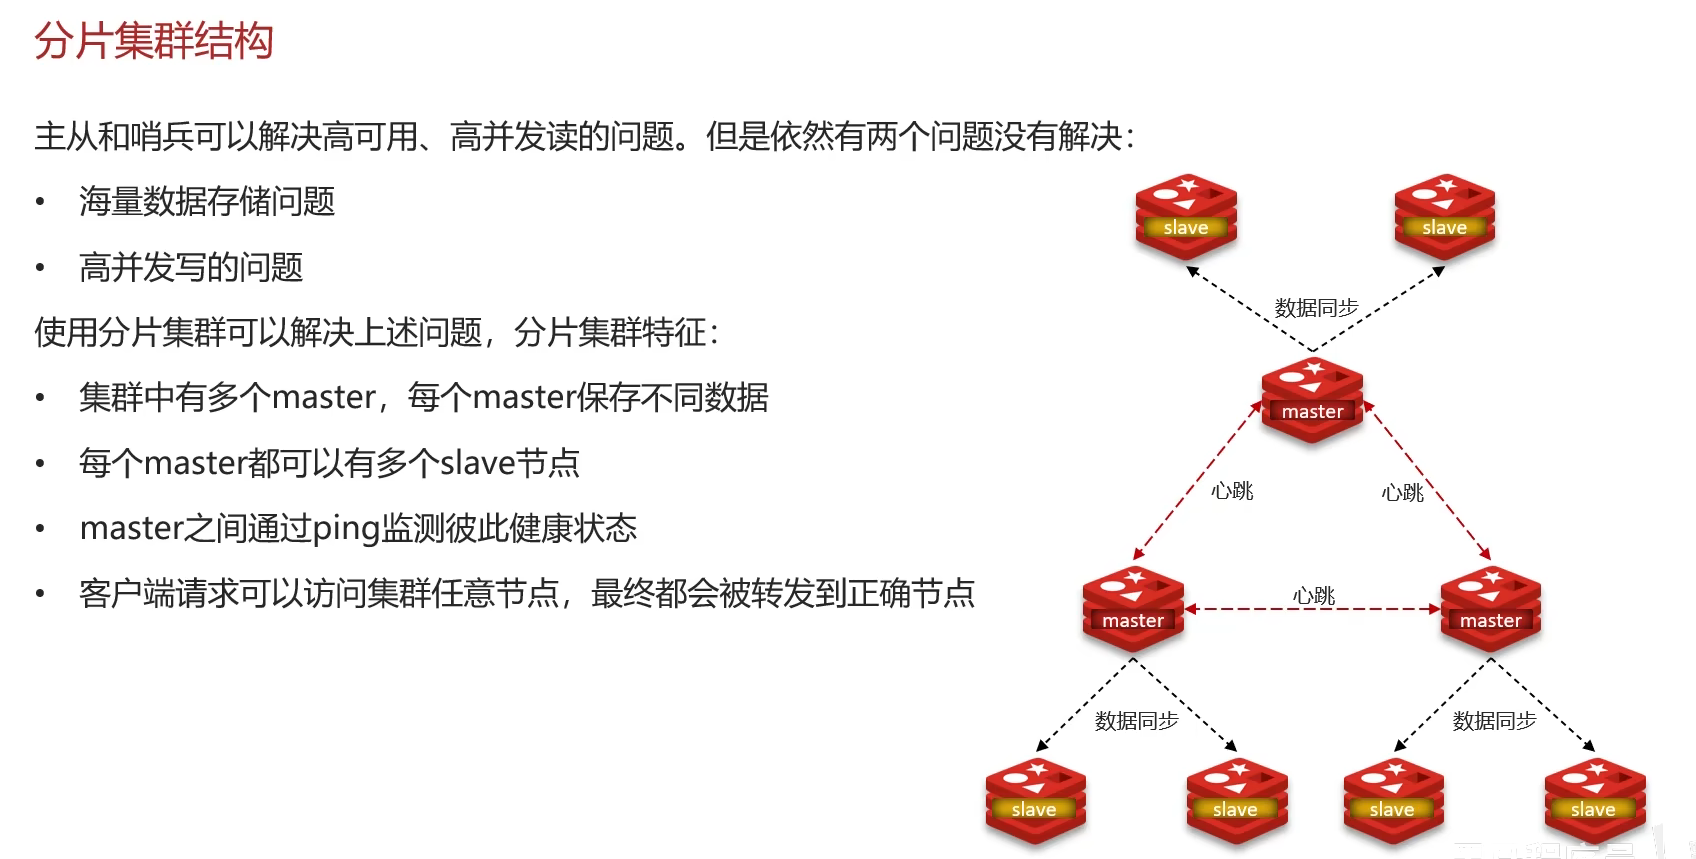 分片集群结构
主从和哨兵可以解决高可用、高并发读的问题。但是依然有两个问题没有解决：
• 海量数据存储问题
• 高并发写的问题
使用分片集群可以解决上述问题，分片集群特征：
• 集群中有多个master，每个master保存不同数据
• 每个master都可以有多个slave节点
• master之间通过ping监测彼此健康状态
• 客户端请求可以访问集群任意节点，最终都会被转发到正确节点
slave
slave
数据同步
master
心跳
心跳
master
心跳
master
数据同步
数据同步
slave
slave
slave
slave